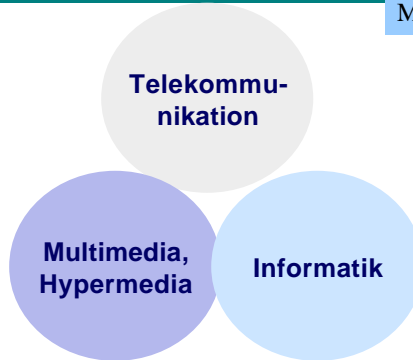 M
Telekommu-
nikation
Multimedia,
Hypermedia
Informatik